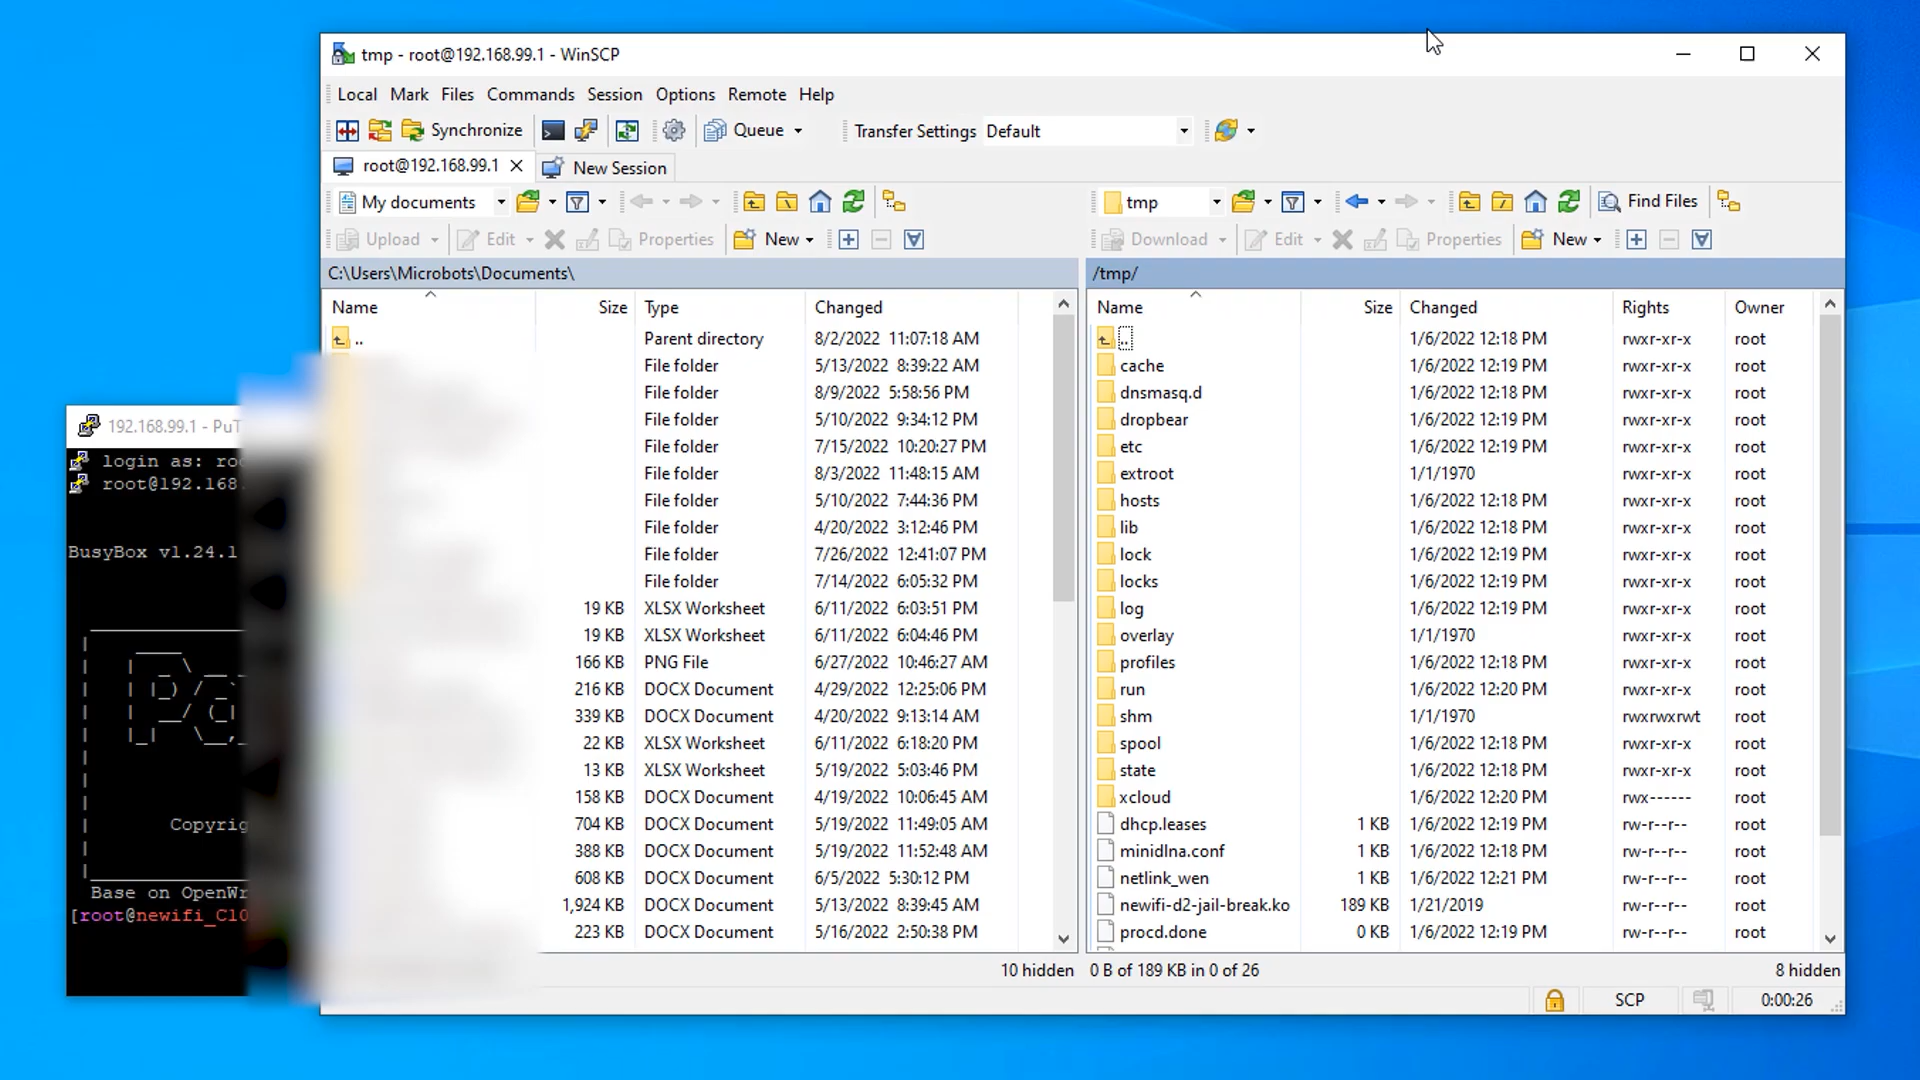 tmp - root@192.168.99.1 - WinSCP
Local Mark Files Commands Session Options Remote Help
Synchronize Queue Transfer Settings Default
root@192.168.99.1 New Session
My documents tmp Find Files
Upload Edit Properties New Download Edit Properties New
C:\Users\Microbots\Documents\ /tmp/
Name Size Type Changed Name Size Changed Rights Owner
.. Parent directory 8/2/2022 11:07:18 AM .. 1/6/2022 12:18 PM rwxr-xr-x root
File folder 5/13/2022 8:39:22 AM cache 1/6/2022 12:19 PM rwxr-xr-x root
File folder 8/9/2022 5:58:56 PM dnsmasq.d 1/6/2022 12:18 PM rwxr-xr-x root
File folder 5/10/2022 9:34:12 PM dropbear 1/6/2022 12:19 PM rwxr-xr-x root
File folder 7/15/2022 10:20:27 PM etc 1/6/2022 12:19 PM rwxr-xr-x root
File folder 8/3/2022 11:48:15 AM extroot 1/1/1970 rwxr-xr-x root
File folder 5/10/2022 7:44:36 PM hosts 1/6/2022 12:18 PM rwxr-xr-x root
File folder 4/20/2022 3:12:46 PM lib 1/6/2022 12:18 PM rwxr-xr-x root
File folder 7/26/2022 12:41:07 PM lock 1/6/2022 12:19 PM rwxr-xr-x root
File folder 7/14/2022 6:05:32 PM locks 1/6/2022 12:19 PM rwxr-xr-x root
19 KB XLSX Worksheet 6/11/2022 6:03:51 PM log 1/6/2022 12:19 PM rwxr-xr-x root
19 KB XLSX Worksheet 6/11/2022 6:04:46 PM overlay 1/1/1970 rwxr-xr-x root
166 KB PNG File 6/27/2022 10:46:27 AM profiles 1/6/2022 12:18 PM rwxr-xr-x root
216 KB DOCX Document 4/29/2022 12:25:06 PM run 1/6/2022 12:20 PM rwxr-xr-x root
339 KB DOCX Document 4/20/2022 9:13:14 AM shm 1/1/1970 rwxrwxrwt root
22 KB XLSX Worksheet 6/11/2022 6:18:20 PM spool 1/6/2022 12:18 PM rwxr-xr-x root
13 KB XLSX Worksheet 5/19/2022 5:03:46 PM state 1/6/2022 12:18 PM rwxr-xr-x root
158 KB DOCX Document 4/19/2022 10:06:45 AM xcloud 1/6/2022 12:20 PM rwx------ root
704 KB DOCX Document 5/19/2022 11:49:05 AM dhcp.leases 1 KB 1/6/2022 12:19 PM rw-r--r-- root
388 KB DOCX Document 5/19/2022 11:52:48 AM minidlna.conf 1 KB 1/6/2022 12:18 PM rw-r--r-- root
608 KB DOCX Document 6/5/2022 5:30:12 PM netlink_wen 1 KB 1/6/2022 12:21 PM rw-r--r-- root
1,924 KB DOCX Document 5/13/2022 8:39:45 AM newifi-d2-jail-break.ko 189 KB 1/21/2019 rw-r--r-- root
223 KB DOCX Document 5/16/2022 2:50:38 PM procd.done 0 KB 1/6/2022 12:19 PM rw-r--r-- root
10 hidden 0 B of 189 KB in 0 of 26 8 hidden
SCP 0:00:26
192.168.99.1 - PuT
login as: roo
root@192.168.
BusyBox v1.24.1
Copyrig
Base on OpenWr
[root@newifi_C10